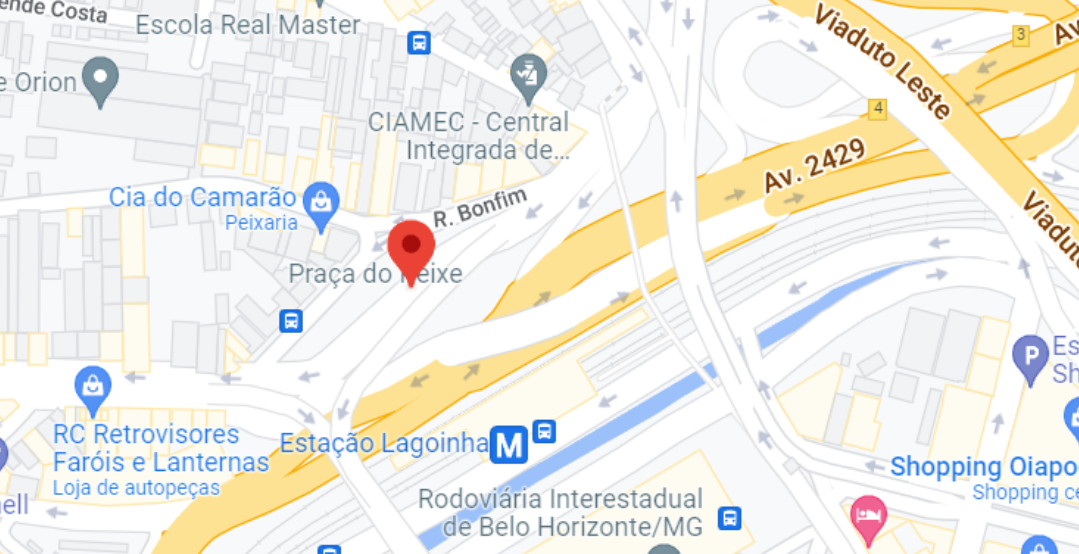 ende Costa
Escola Real Master
Viaduto Leste
3
Av
e Orion
4
CIAMEC - Central
Integrada de...
Av. 2429
Cia do Camarão
Peixaria
R. Bonfim
Viadut
Praça do Peixe
P
Es
Sh
RC Retrovisores
Faróis e Lanternas
Loja de autopeças
Estação Lagoinha
M
ell
Shopping Oiapo
Shopping ce
Rodoviária Interestadual
de Belo Horizonte/MG